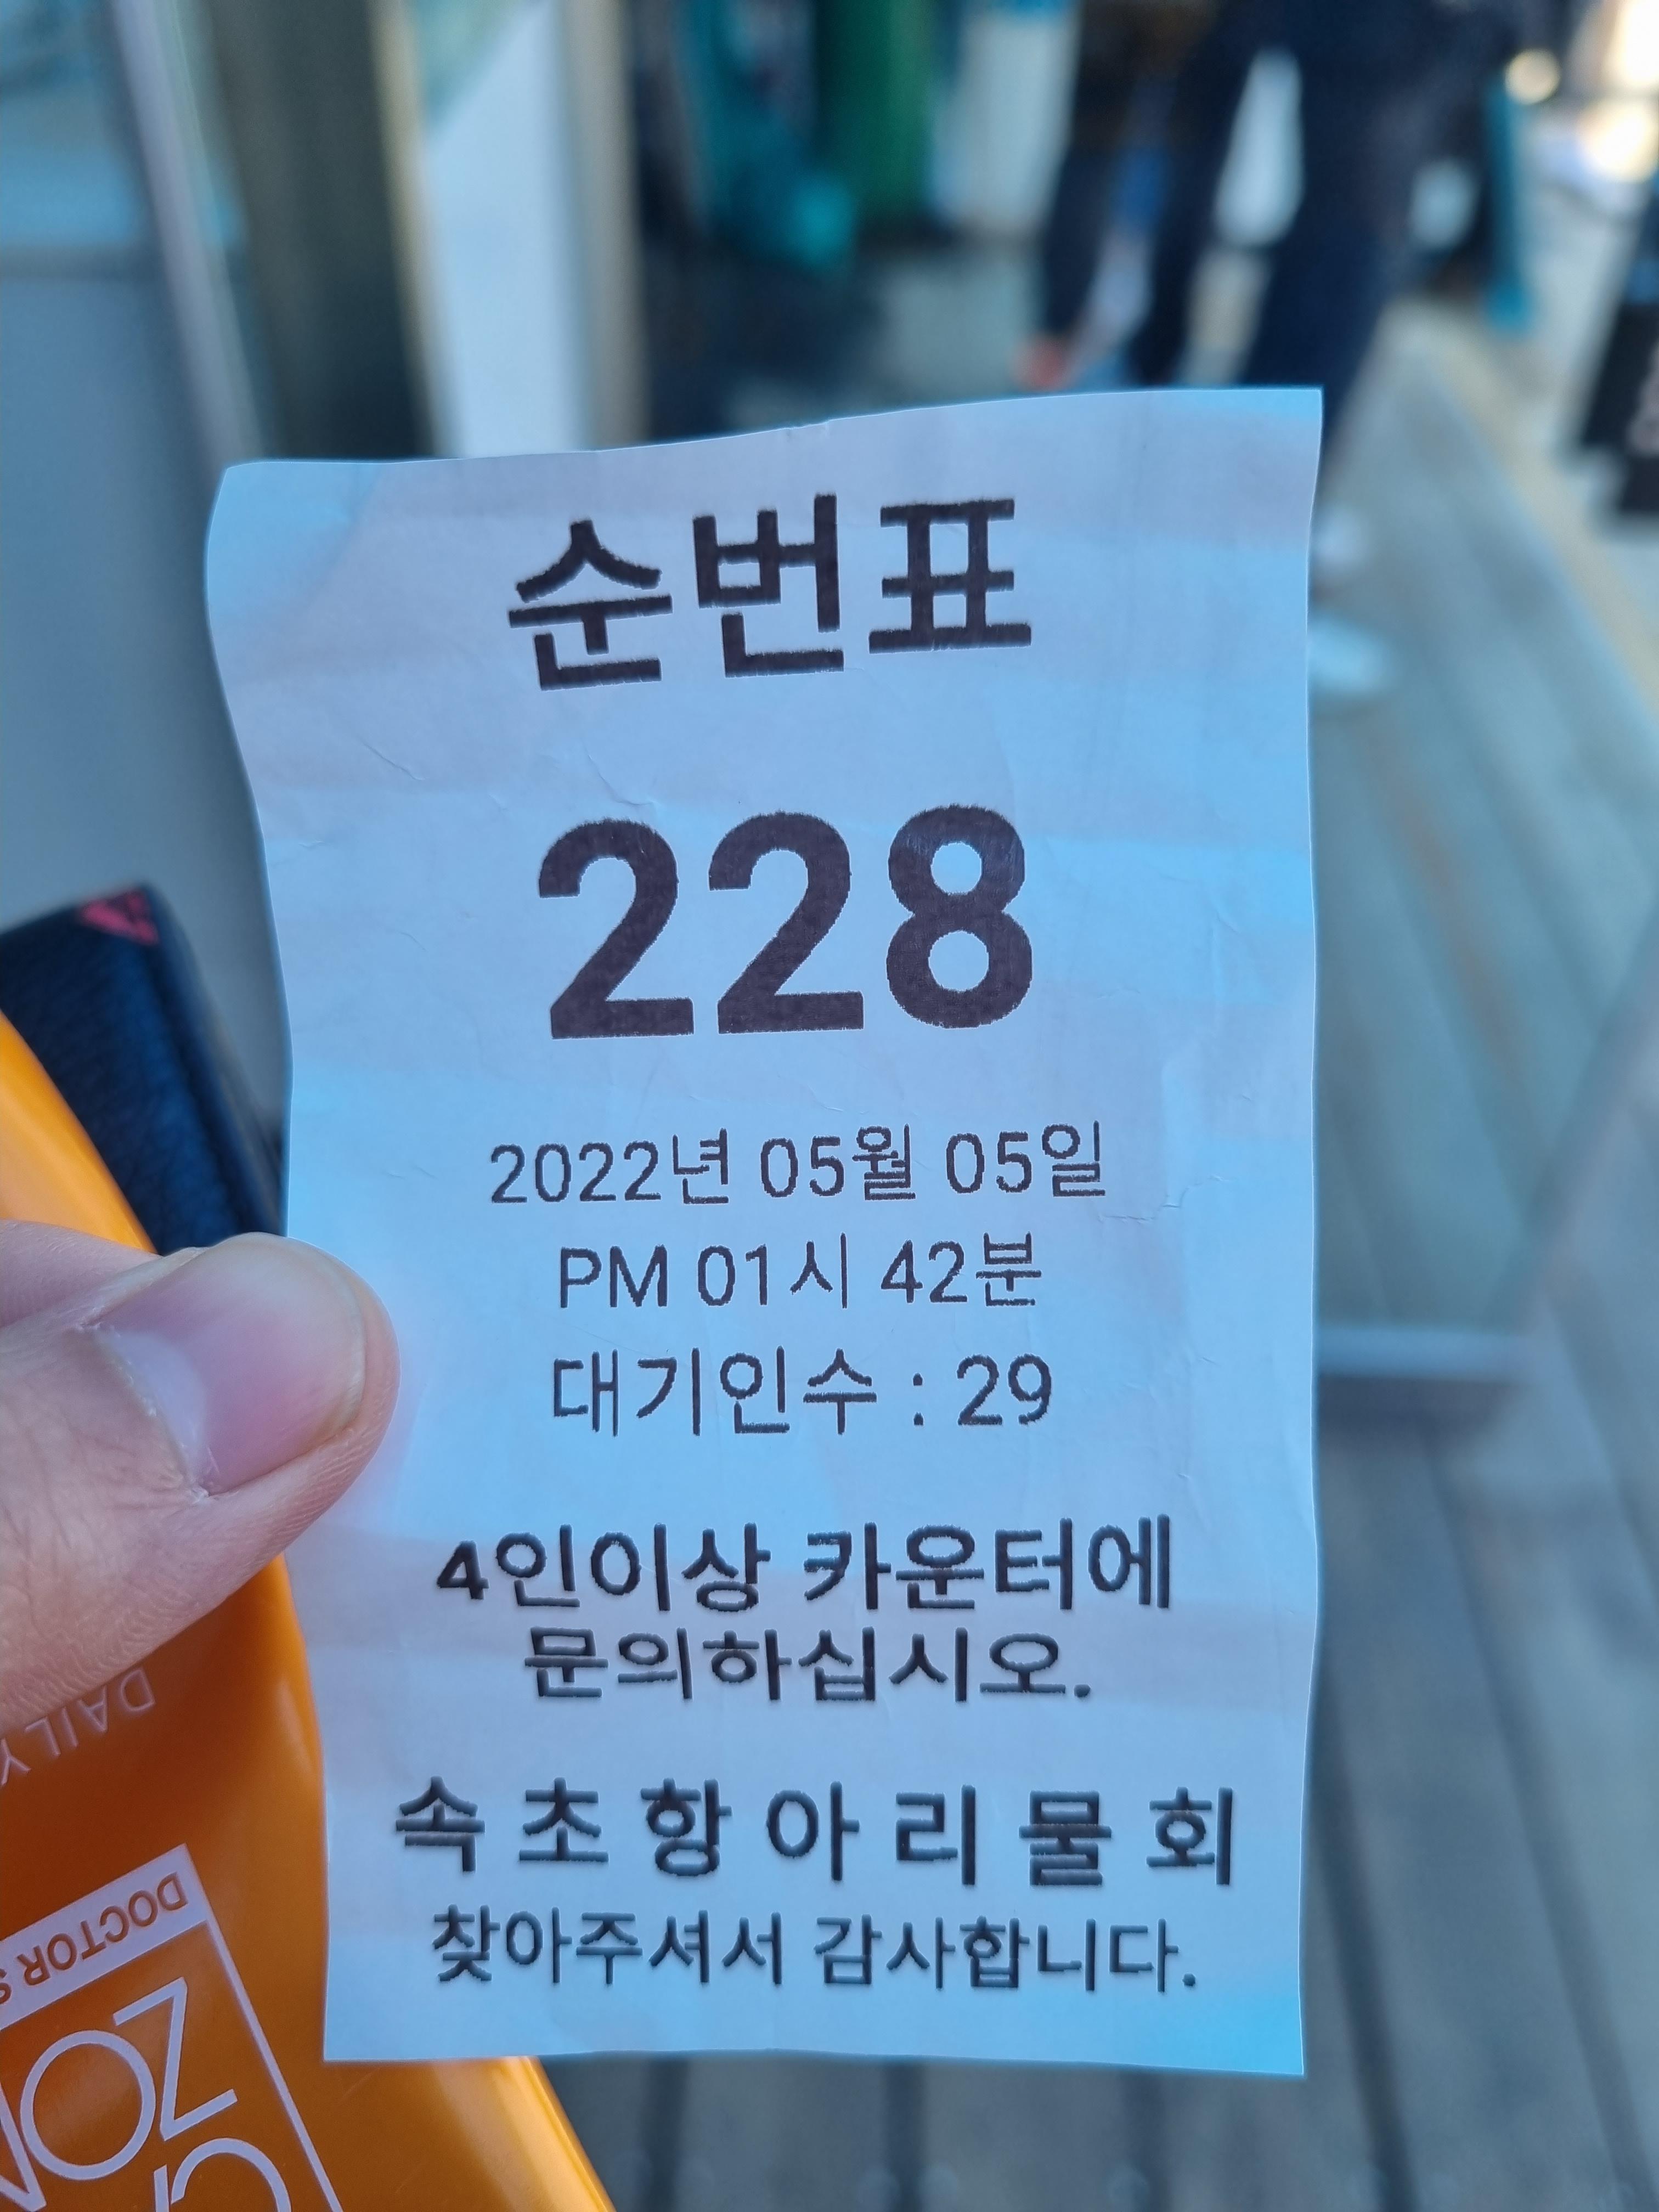 순번표
228
2022년 05월 05일
PM 01시 42분
대기인수 : 29
4인이상 카운터에
문의하십시오.
속초항아리물회
찾아주셔서 감사합니다.
DAILY
DOCTOR